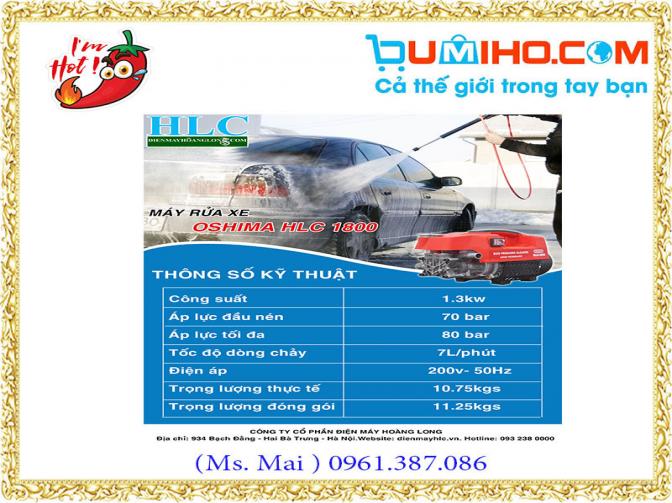 I'm Hot!
BUMIHO.COM
Cả thế giới trong tay bạn
HLC
DIENMAYHOANGLONG.COM
MÁY RỬA XE
OSHIMA HLC 1800
THÔNG SỐ KỸ THUẬT
Công suất 1.3kw
Áp lực đầu nén 70 bar
Áp lực tối đa 80 bar
Tốc độ dòng chảy 7L/phút
Điện áp 200v- 50Hz
Trọng lượng thực tế 10.75kgs
Trọng lượng đóng gói 11.25kgs
CÔNG TY CỔ PHẦN ĐIỆN MÁY HOÀNG LONG
Địa chỉ: 934 Bạch Đằng - Hai Bà Trưng - Hà Nội.Website: dienmayhlc.vn. Hotline: 093 238 0000
(Ms. Mai ) 0961.387.086